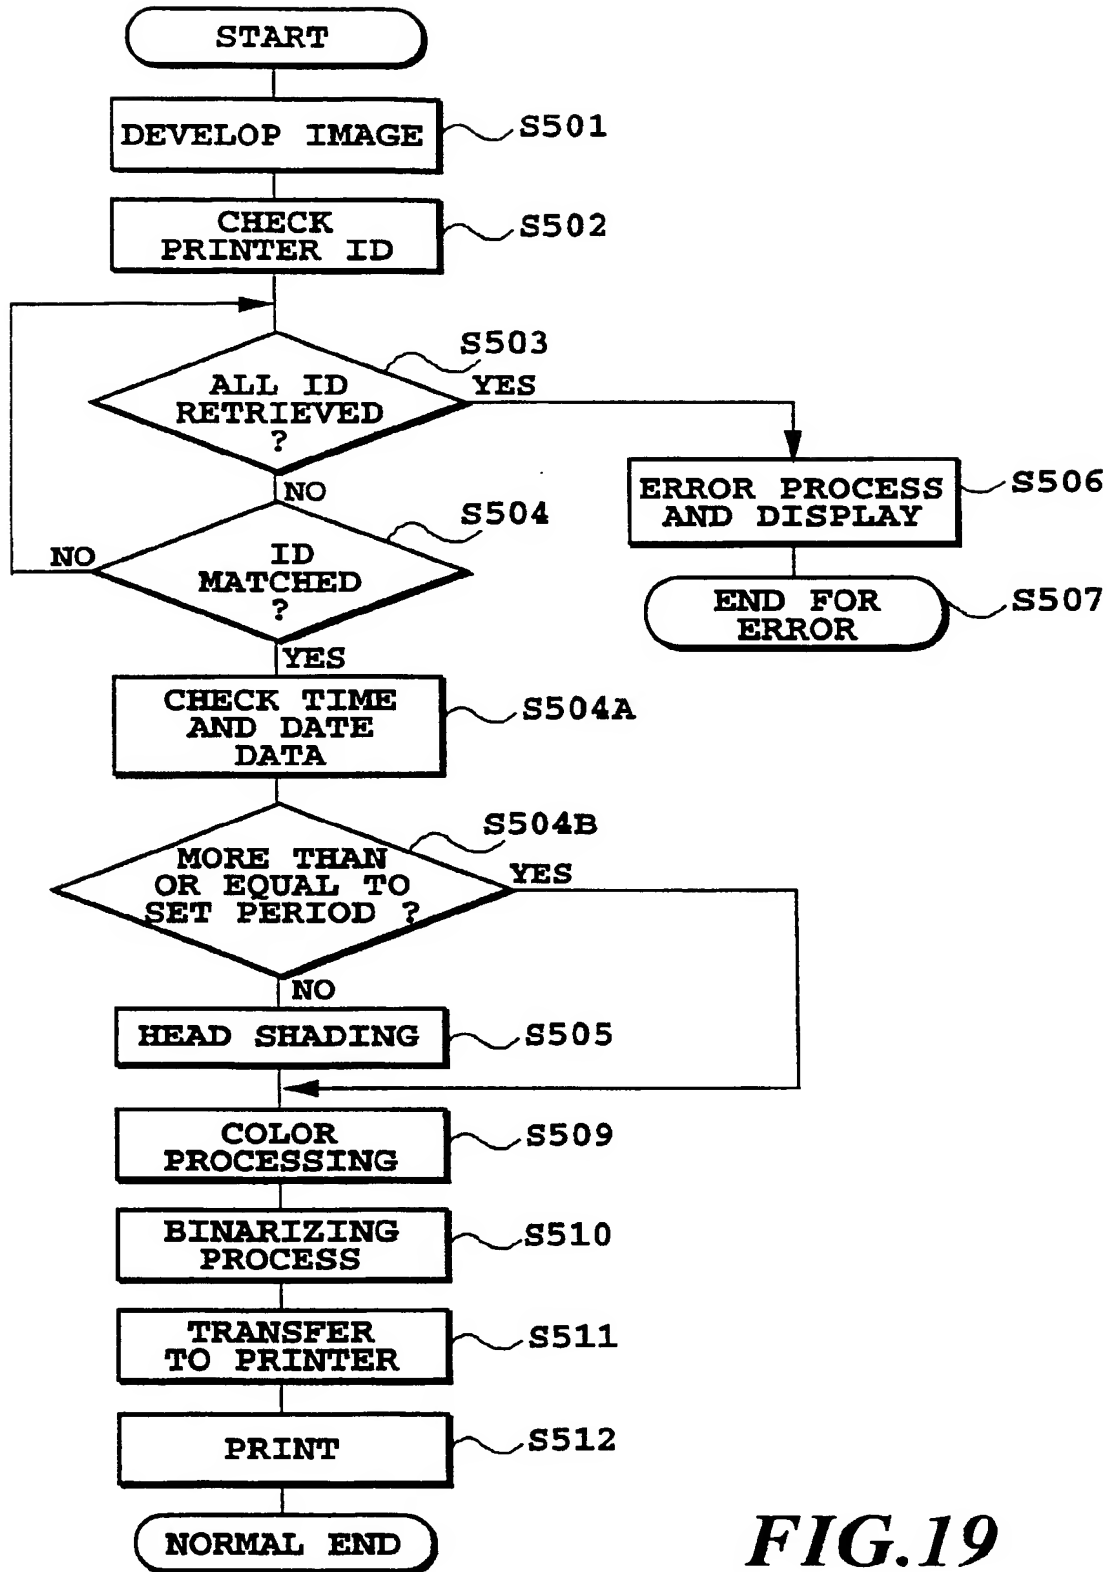 START
DEVELOP IMAGE
S501
CHECK
PRINTER ID
S502
S503
ALL ID
RETRIEVED
?
YES
NO
ERROR PROCESS
AND DISPLAY
S506
S504
ID
MATCHED
?
NO
END FOR
ERROR
S507
YES
CHECK TIME
AND DATE
DATA
S504A
S504B
MORE THAN
OR EQUAL TO
SET PERIOD ?
YES
NO
HEAD SHADING
S505
COLOR
PROCESSING
S509
BINARIZING
PROCESS
S510
TRANSFER
TO PRINTER
S511
PRINT
S512
NORMAL END
FIG.19